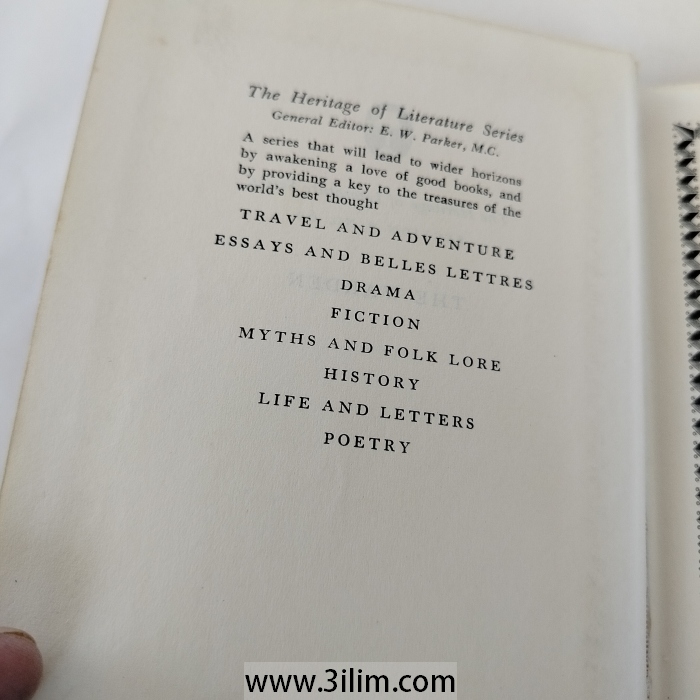 The Heritage of Literature Series
General Editor: E. W. Parker, M.C.
A series that will lead to wider horizons
by awakening a love of good books, and
by providing a key to the treasures of the
world's best thought
TRAVEL AND ADVENTURE
ESSAYS AND BELLES LETTRES
DRAMA
FICTION
MYTHS AND FOLK LORE
HISTORY
LIFE AND LETTERS
POETRY
www.3ilim.com